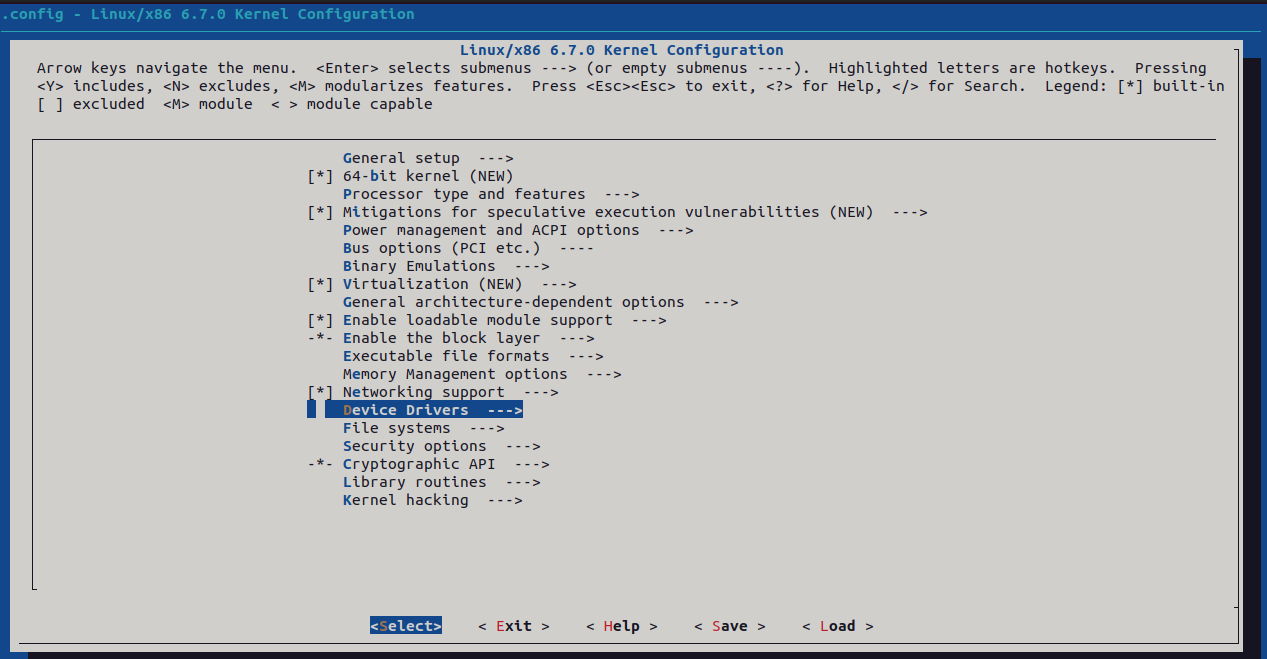 .config - Linux/x86 6.7.0 Kernel Configuration
Linux/x86 6.7.0 Kernel Configuration
Arrow keys navigate the menu.  <Enter> selects submenus ---> (or empty submenus ----).  Highlighted letters are hotkeys.  Pressing
<Y> includes, <N> excludes, <M> modularizes features.  Press <Esc><Esc> to exit, <?> for Help, </> for Search.  Legend: [*] built-in
[ ] excluded  <M> module  < > module capable
General setup  --->
[*] 64-bit kernel (NEW)
Processor type and features  --->
[*] Mitigations for speculative execution vulnerabilities (NEW)  --->
Power management and ACPI options  --->
Bus options (PCI etc.)  ----
Binary Emulations  --->
[*] Virtualization (NEW)  --->
General architecture-dependent options  --->
[*] Enable loadable module support  --->
-*- Enable the block layer  --->
Executable file formats  --->
Memory Management options  --->
[*] Networking support  --->
Device Drivers  --->
File systems  --->
Security options  --->
-*- Cryptographic API  --->
Library routines  --->
Kernel hacking  --->
<Select>    < Exit >    < Help >    < Save >    < Load >